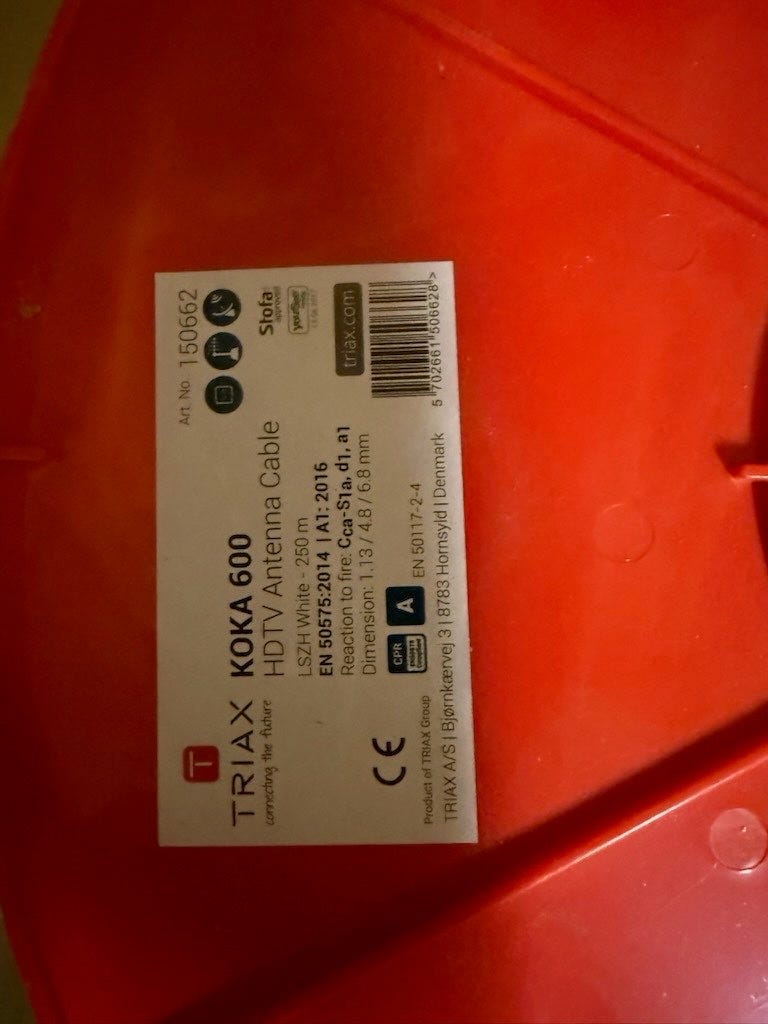 T
TRIAX
connecting the future
KOKA 600
HDTV Antenna Cable
LSZH White - 250 m
EN 50575:2014 | A1: 2016
Reaction to fire: Cca-S1a, d1, a1
Dimension: 1.13 / 4.8 / 6.8 mm
CE
CPR
A
EN 50117-2-4
Art. No. 150662
Stofa
approved
triax.com
5 702661 506628 >
Product of TRIAX Group
TRIAX A/S | Bjørnkærvej 3 | 8783 Hornsyld | Denmark